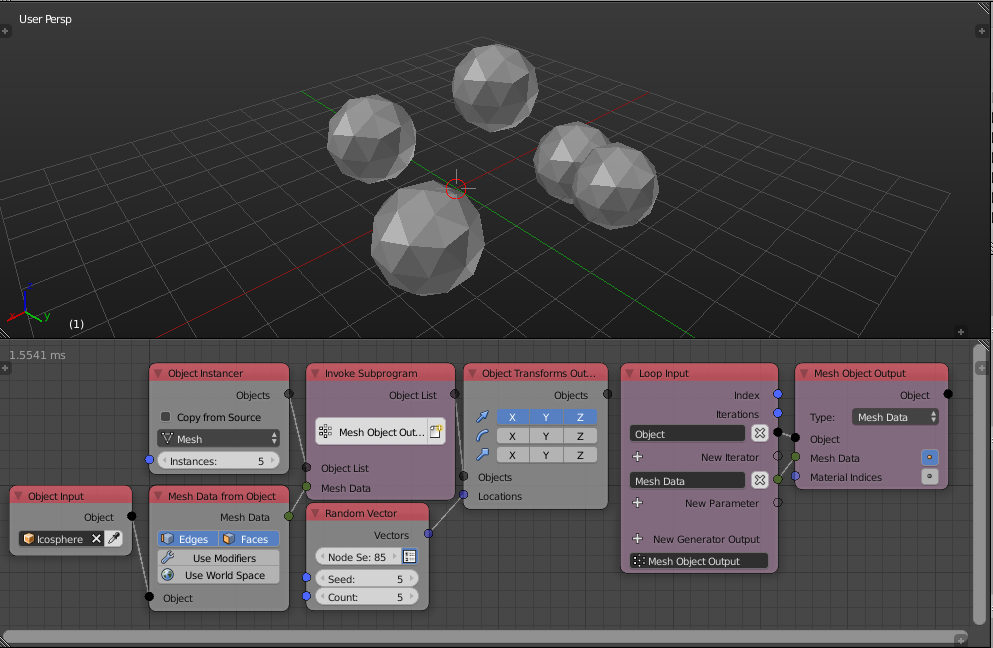 User Persp
(1)
1.5541 ms
Object Input
Object
Icosphere
Object Instancer
Objects
Copy from Source
Mesh
Instances: 5
Mesh Data from Object
Mesh Data
Edges Faces
Use Modifiers
Use World Space
Object
Invoke Subprogram
Object List
Mesh Object Out...
Object List
Mesh Data
Random Vector
Vectors
Node Se: 85
Seed: 5
Count: 5
Object Transforms Out...
Objects
X Y Z
X Y Z
X Y Z
Objects
Locations
Loop Input
Index
Iterations
Object
New Iterator
Mesh Data
New Parameter
New Generator Output
Mesh Object Output
Mesh Object Output
Object
Type: Mesh Data
Object
Mesh Data
Material Indices